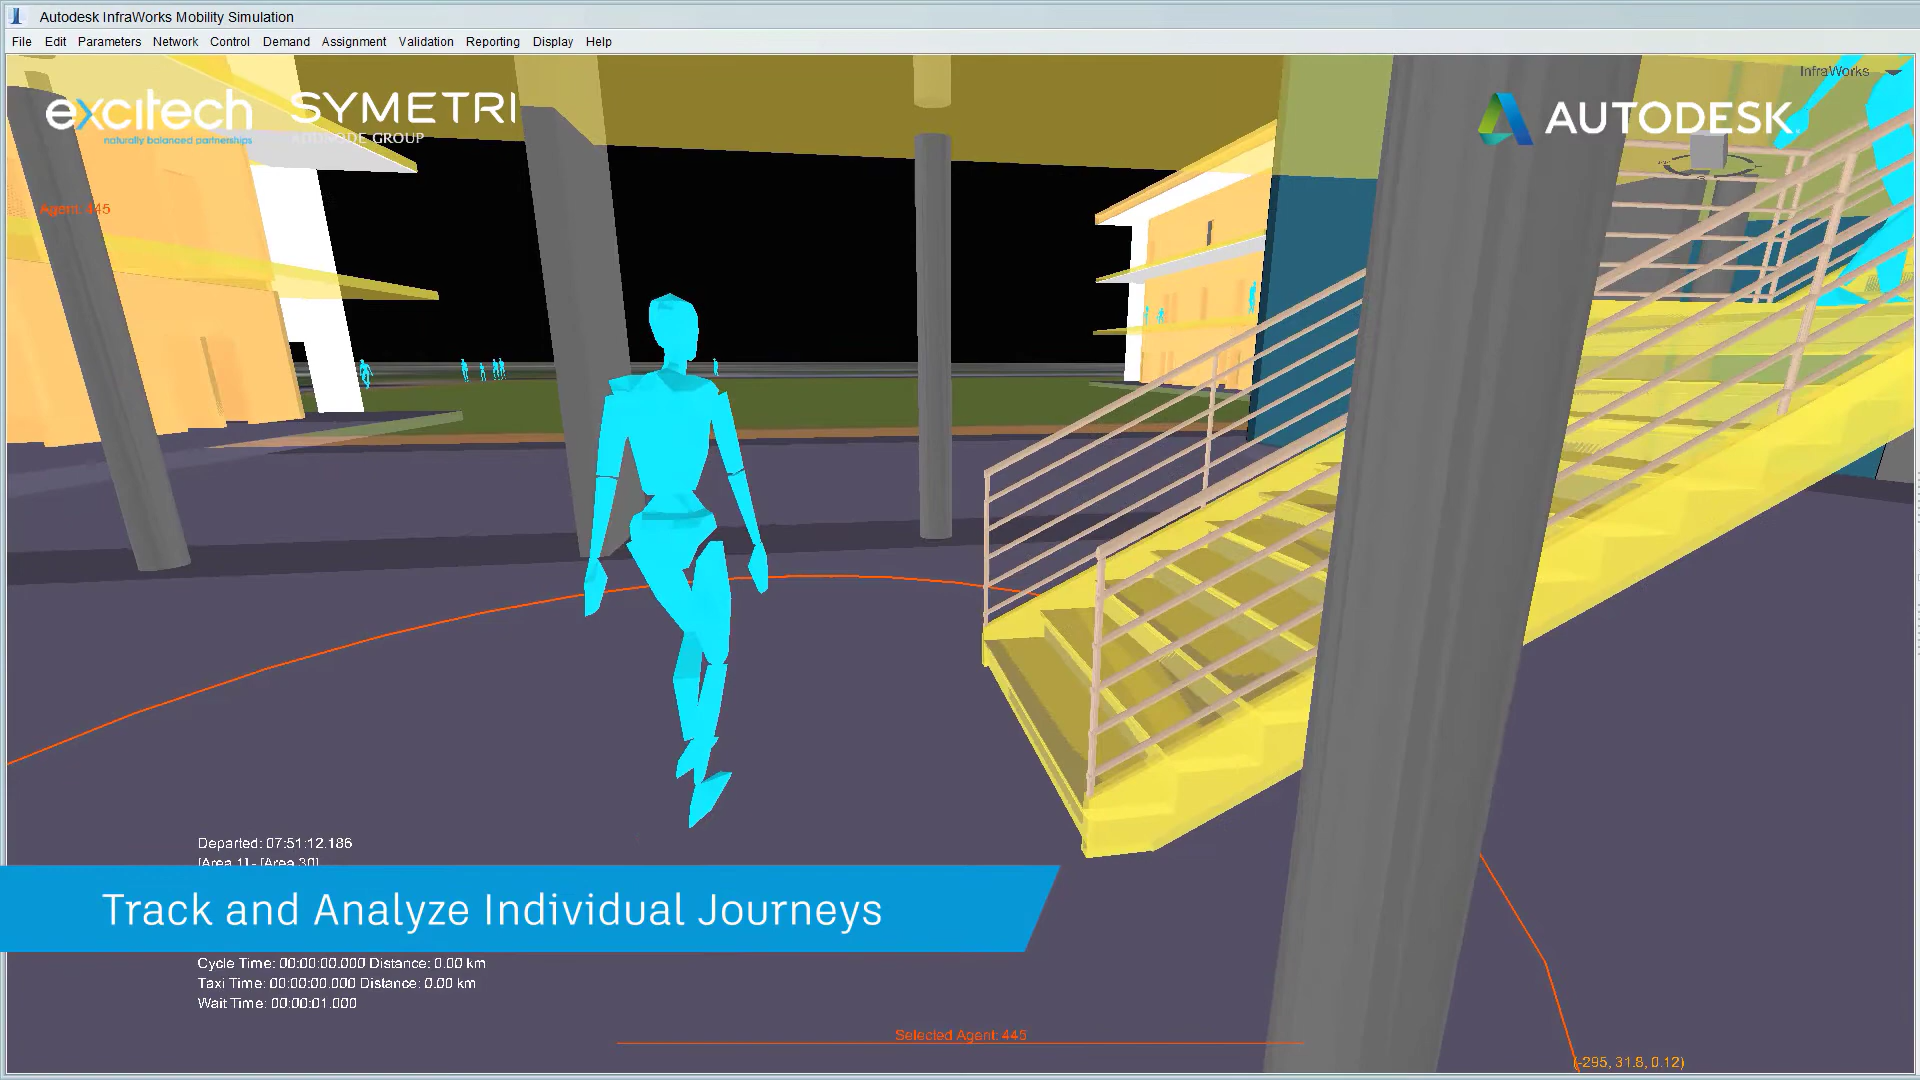 Autodesk InfraWorks Mobility Simulation
File Edit Parameters Network Control Demand Assignment Validation Reporting Display Help
InfraWorks
excitech
naturally balanced partnerships
SYMETRI
ADDNODE GROUP
AUTODESK
Agent: 445
Departed: 07:51:12.186
[Area 1] - [Area 30]
Track and Analyze Individual Journeys
Cycle Time: 00:00:00.000 Distance: 0.00 km
Taxi Time: 00:00:00.000 Distance: 0.00 km
Wait Time: 00:00:01.000
Selected Agent: 445
(-295, 31.8, 0.12)